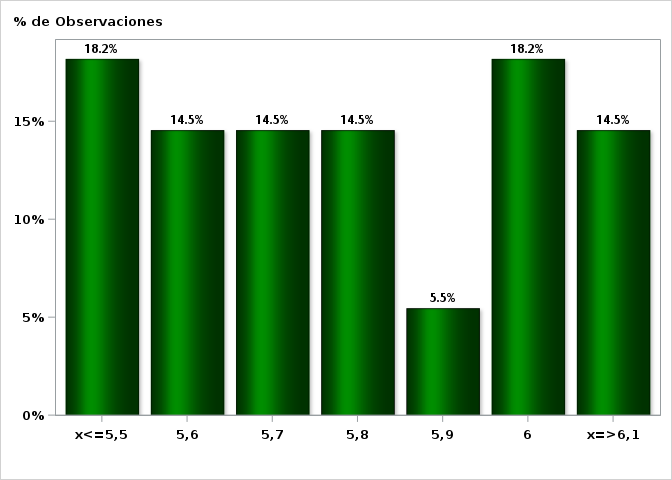 % de Observaciones
18.2% 14.5% 14.5% 14.5% 5.5% 18.2% 14.5%
15%
10%
5%
0%
x<=5,5 5,6 5,7 5,8 5,9 6 x=>6,1